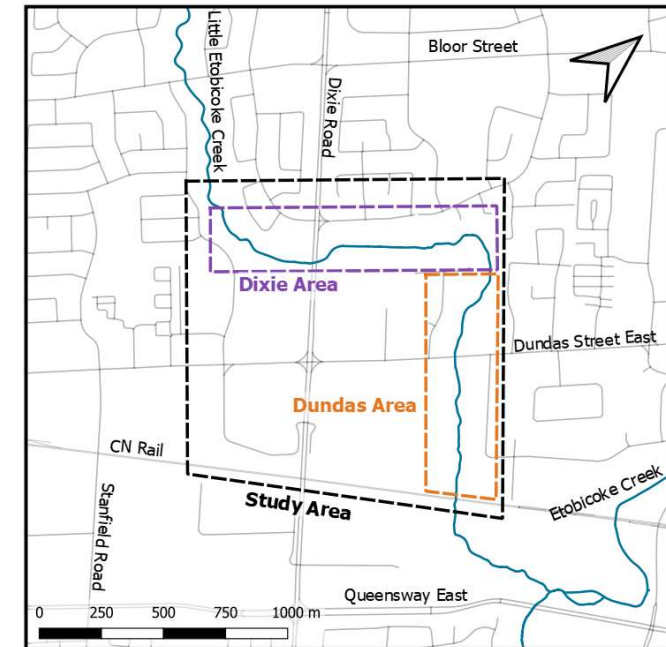 Bloor Street
Little Etobicoke Creek
Dixie Road
Dixie Area
Dundas Street East
Dundas Area
CN Rail
Study Area
Etobicoke Creek
Stanfield Road
Queensway East
0 250 500 750 1000 m